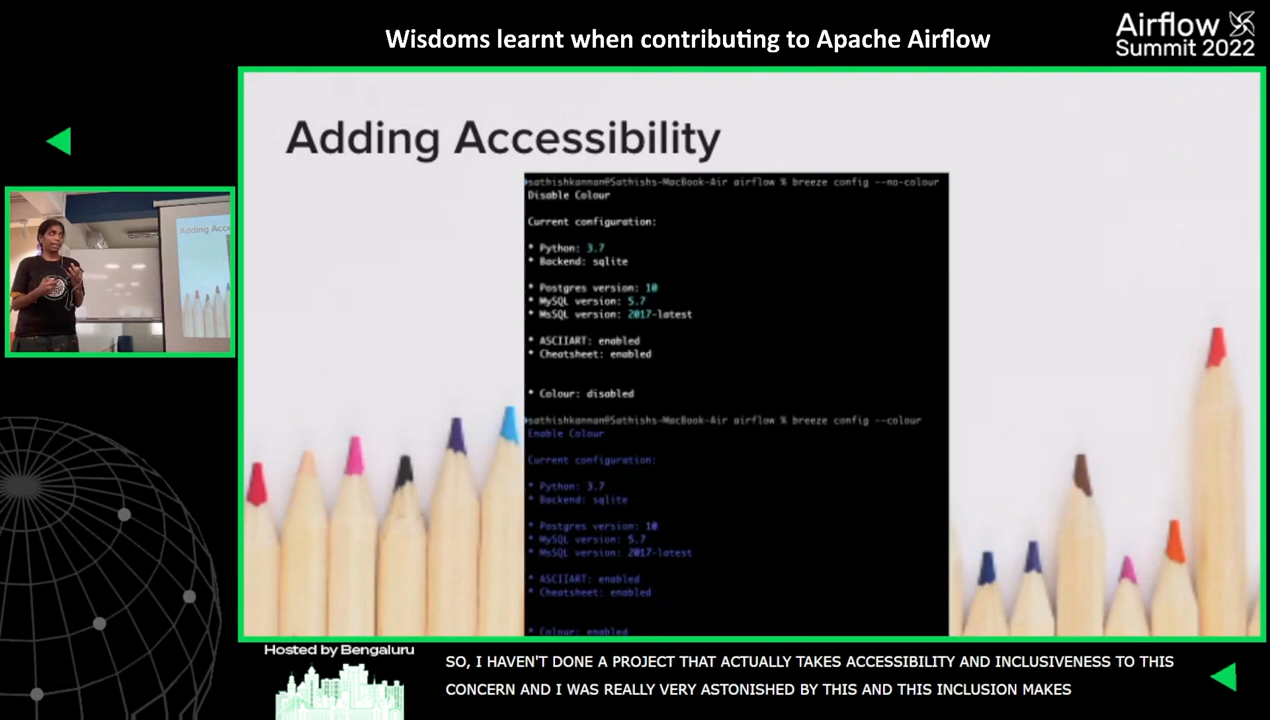 Wisdoms learnt when contributing to Apache Airflow
Airflow
Summit 2022
Adding Accessibility
sathishkannan@Sathishs-MacBook-Air airflow % breeze config --no-colour
Disable Colour
Current configuration:
* Python: 3.7
* Backend: sqlite
* Postgres version: 10
* MySQL version: 5.7
* MsSQL version: 2017-latest
* ASCIIART: enabled
* Cheatsheet: enabled
* Colour: disabled
sathishkannan@Sathishs-MacBook-Air airflow % breeze config --colour
Enable Colour
Current configuration:
* Python: 3.7
* Backend: sqlite
* Postgres version: 10
* MySQL version: 5.7
* MsSQL version: 2017-latest
* ASCIIART: enabled
* Cheatsheet: enabled
* Colour: enabled
Adding Acce
Hosted by Bengaluru
SO, I HAVEN'T DONE A PROJECT THAT ACTUALLY TAKES ACCESSIBILITY AND INCLUSIVENESS TO THIS
CONCERN AND I WAS REALLY VERY ASTONISHED BY THIS AND THIS INCLUSION MAKES